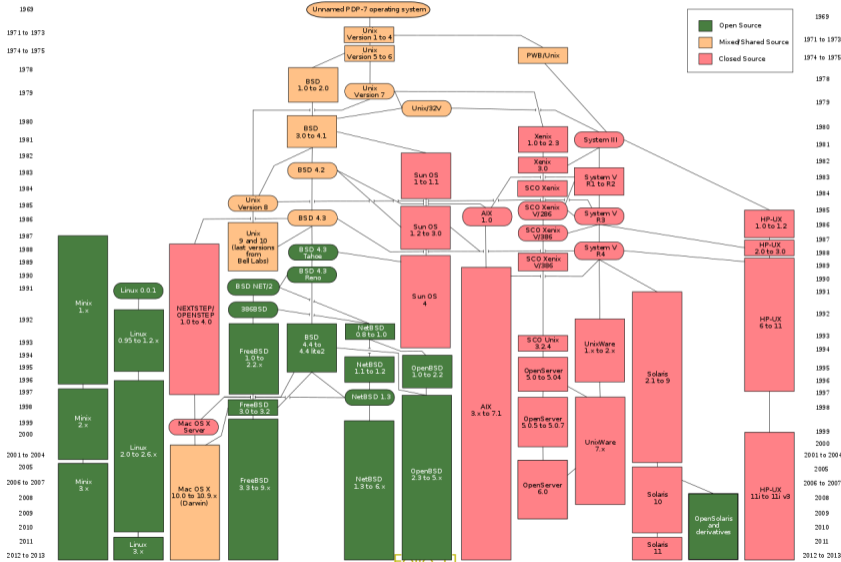 1969
Unnamed PDP-7 operating system
1969
Open Source
Mixed/Shared Source
Closed Source
1971 to 1973
Unix
Version 1 to 4
1971 to 1973
1974 to 1975
Unix
Version 5 to 6
PWB/Unix
1974 to 1975
1978
BSD
1.0 to 2.0
1978
1979
Unix
Version 7
Unix/32V
1979
1980
BSD
3.0 to 4.1
1980
1981
Xenix
1.0 to 2.3
System III
1981
1982
Sun OS
1 to 1.1
Xenix
3.0
1982
1983
BSD 4.2
System V
R1 to R2
1983
1984
SCO Xenix
1984
1985
Unix
Version 8
AIX
1.0
SCO Xenix
V/286
System V
R3
HP-UX
1.0 to 1.2
1985
1986
BSD 4.3
Sun OS
1.2 to 3.0
SCO Xenix
V/386
1986
1987
Unix
9 and 10
(last versions
from
Bell Labs)
HP-UX
2.0 to 3.0
1987
1988
BSD 4.3
Tahoe
System V
R4
1988
1989
SCO Xenix
V/386
1989
1990
BSD 4.3
Reno
1990
1991
Linux 0.0.1
BSD NET/2
1991
Minix
1.x
NEXTSTEP/
OPENSTEP
1.0 to 4.0
386BSD
Sun OS
4
HP-UX
6 to 11
1992
Linux
0.95 to 1.2.x
NetBSD
0.8 to 1.0
1992
1993
FreeBSD
1.0 to
2.2.x
BSD
4.4 to
4.4 lite2
SCO Unix
3.2.4
UnixWare
1.x to 2.x
1993
1994
1994
1995
NetBSD
1.1 to 1.2
OpenBSD
1.0 to 2.2
OpenServer
5.0 to 5.04
Solaris
2.1 to 9
1995
1996
1996
1997
NetBSD 1.3
1997
1998
FreeBSD
3.0 to 3.2
AIX
3.x to 7.1
OpenServer
5.0.5 to 5.0.7
1998
1999
Minix
2.x
Mac OS X
Server
1999
2000
Linux
2.0 to 2.6.x
UnixWare
7.x
2000
2001 to 2004
2001 to 2004
2005
2005
2006 to 2007
Minix
3.x
Mac OS X
10.0 to 10.9.x
(Darwin)
FreeBSD
3.3 to 9.x
NetBSD
1.3 to 6.x
OpenBSD
2.3 to 5.x
OpenServer
6.0
Solaris
10
HP-UX
11i to 11i v3
2006 to 2007
2008
2008
2009
OpenSolaris
and
derivatives
2009
2010
2010
2011
Linux
3.x
Solaris
11
2011
2012 to 2013
2012 to 2013